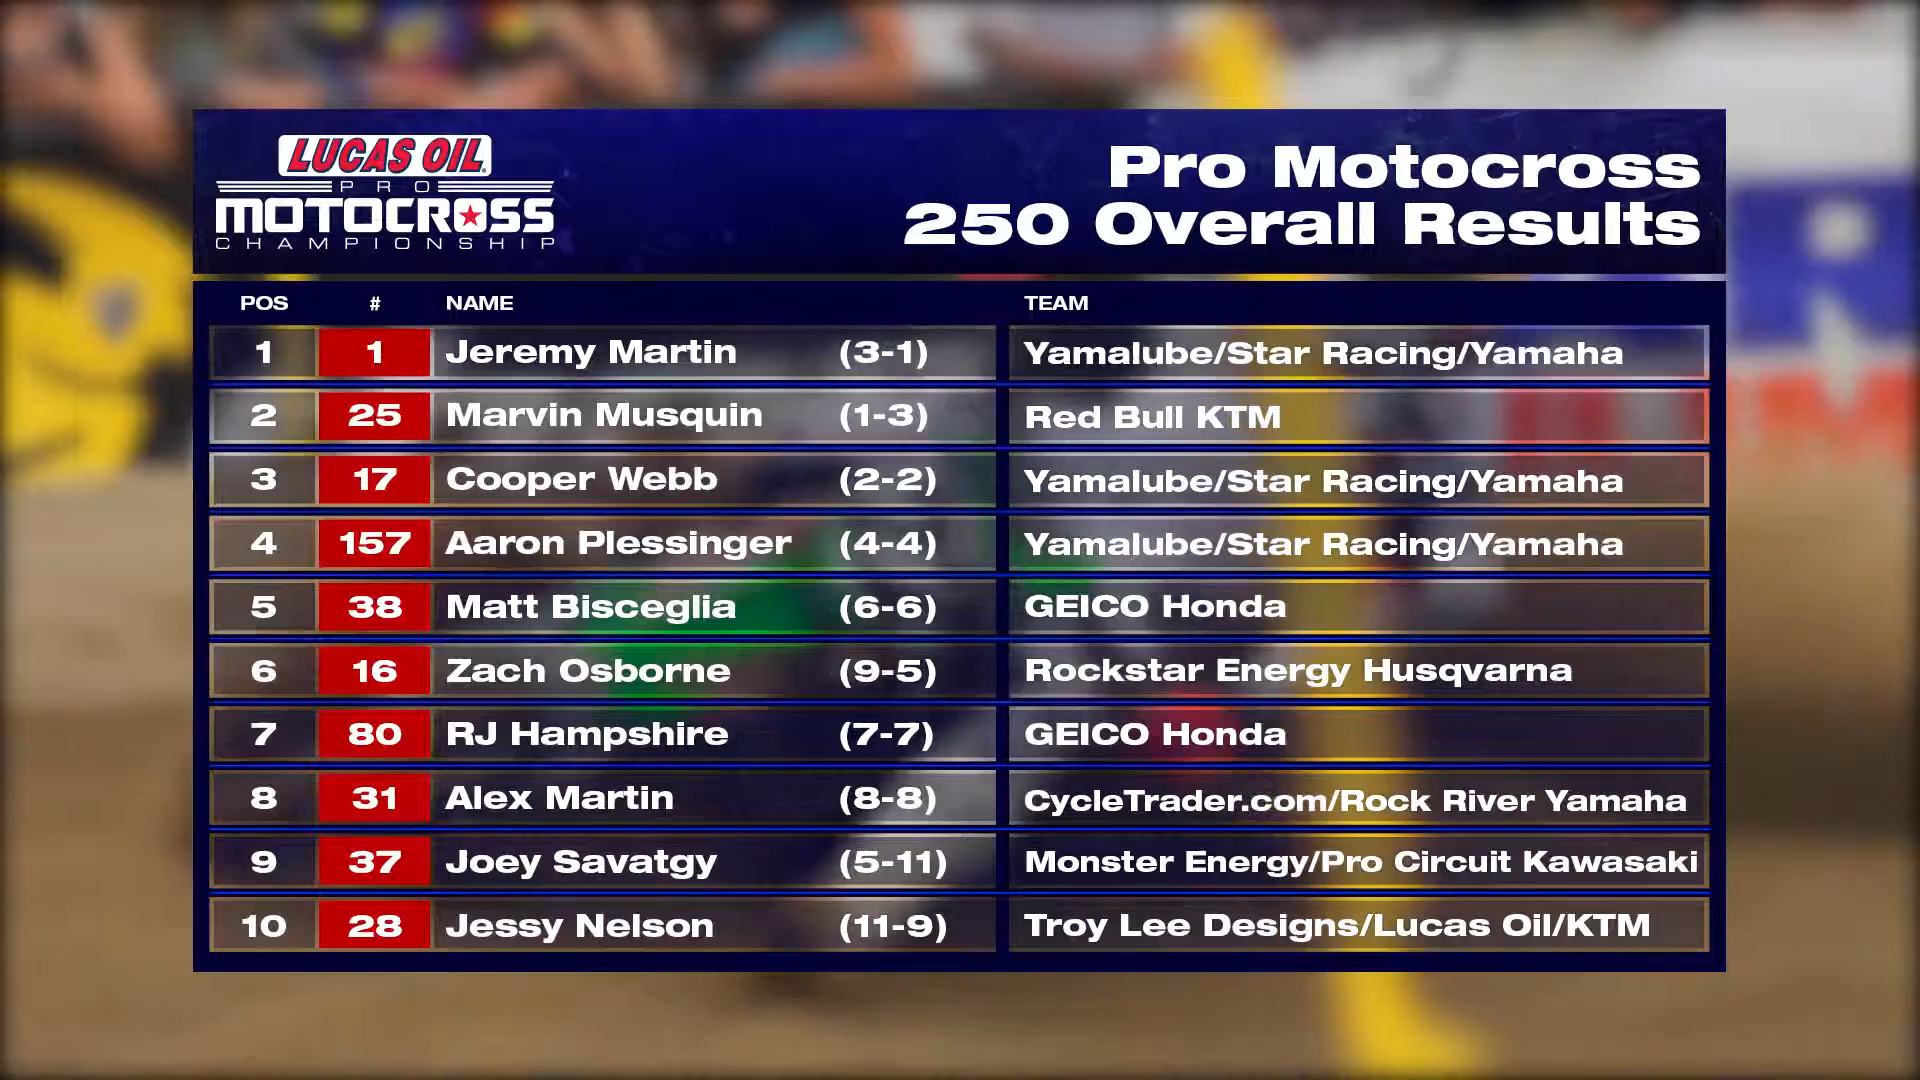 LUCAS OIL
PRO
MOTOCROSS
CHAMPIONSHIP
Pro Motocross
250 Overall Results
POS # NAME TEAM
1 1 Jeremy Martin (3-1) Yamalube/Star Racing/Yamaha
2 25 Marvin Musquin (1-3) Red Bull KTM
3 17 Cooper Webb (2-2) Yamalube/Star Racing/Yamaha
4 157 Aaron Plessinger (4-4) Yamalube/Star Racing/Yamaha
5 38 Matt Bisceglia (6-6) GEICO Honda
6 16 Zach Osborne (9-5) Rockstar Energy Husqvarna
7 80 RJ Hampshire (7-7) GEICO Honda
8 31 Alex Martin (8-8) CycleTrader.com/Rock River Yamaha
9 37 Joey Savatgy (5-11) Monster Energy/Pro Circuit Kawasaki
10 28 Jessy Nelson (11-9) Troy Lee Designs/Lucas Oil/KTM